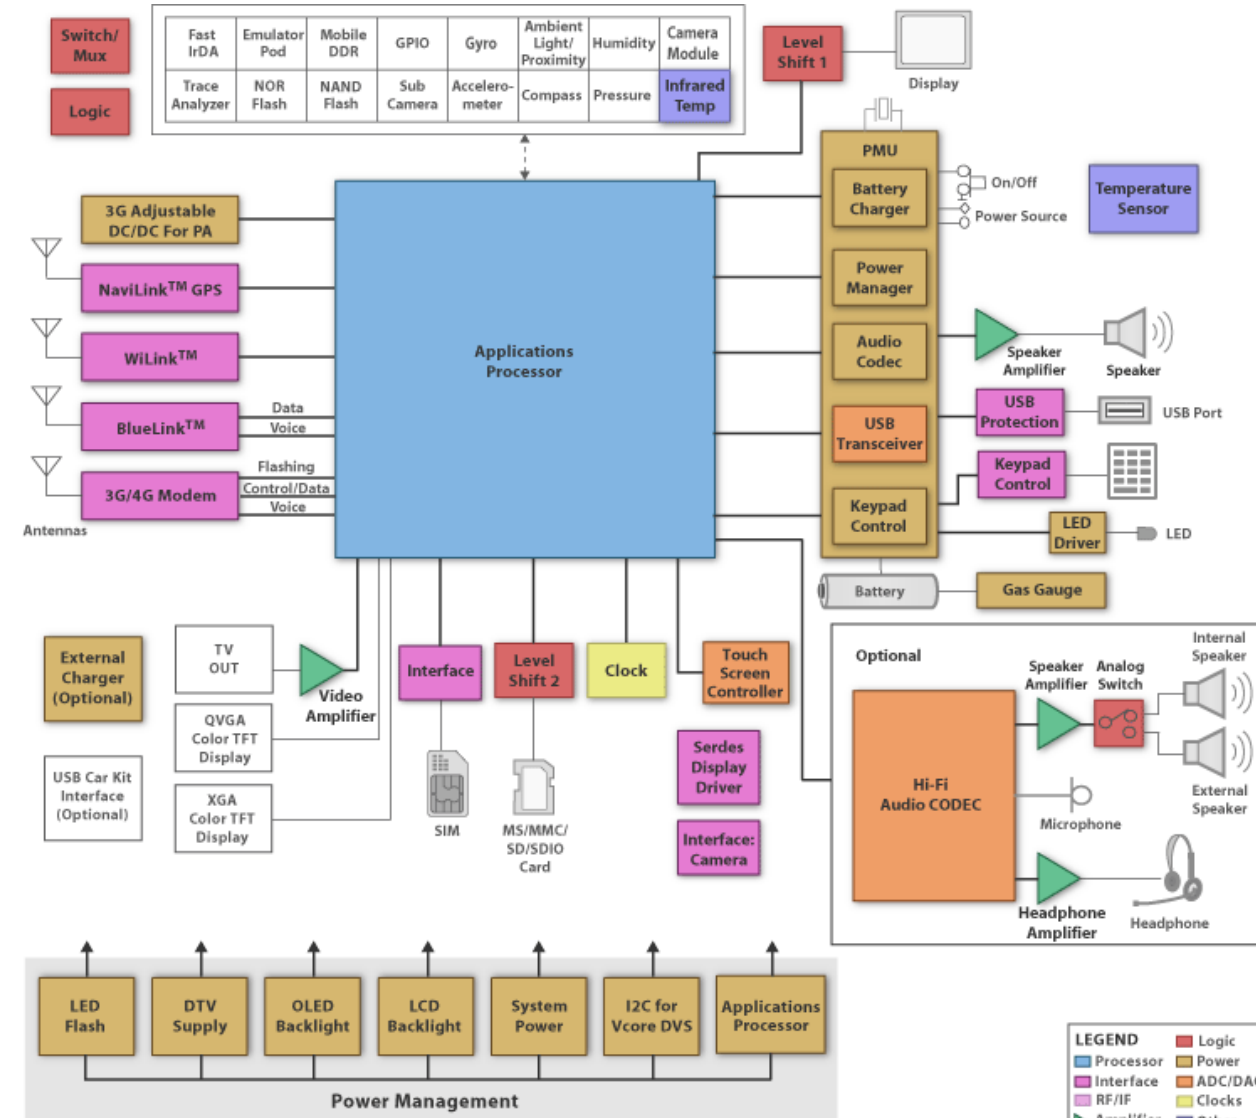 Switch/
Mux
Logic
Fast
IrDA
Emulator
Pod
Mobile
DDR
GPIO
Gyro
Ambient
Light/
Proximity
Humidity
Camera
Module
Trace
Analyzer
NOR
Flash
NAND
Flash
Sub
Camera
Accelero-
meter
Compass
Pressure
Infrared
Temp
Level
Shift 1
Display
PMU
Battery
Charger
On/Off
Power Source
Temperature
Sensor
3G Adjustable
DC/DC For PA
NaviLink™ GPS
WiLink™
BlueLink™
3G/4G Modem
Antennas
Data
Voice
Flashing
Control/Data
Voice
Applications
Processor
Power
Manager
Audio
Codec
USB
Transceiver
Keypad
Control
Speaker
Amplifier
Speaker
USB
Protection
USB Port
Keypad
Control
LED
Driver
LED
Battery
Gas Gauge
External
Charger
(Optional)
USB Car Kit
Interface
(Optional)
TV
OUT
Video
Amplifier
QVGA
Color TFT
Display
XGA
Color TFT
Display
Interface
SIM
Level
Shift 2
MS/MMC/
SD/SDIO
Card
Clock
Touch
Screen
Controller
Serdes
Display
Driver
Interface:
Camera
Optional
Hi-Fi
Audio CODEC
Speaker
Amplifier
Analog
Switch
Internal
Speaker
External
Speaker
Microphone
Headphone
Amplifier
Headphone
LED
Flash
DTV
Supply
OLED
Backlight
LCD
Backlight
System
Power
I2C for
Vcore DVS
Applications
Processor
Power Management
LEGEND
Processor
Interface
RF/IF
Logic
Power
Clocks